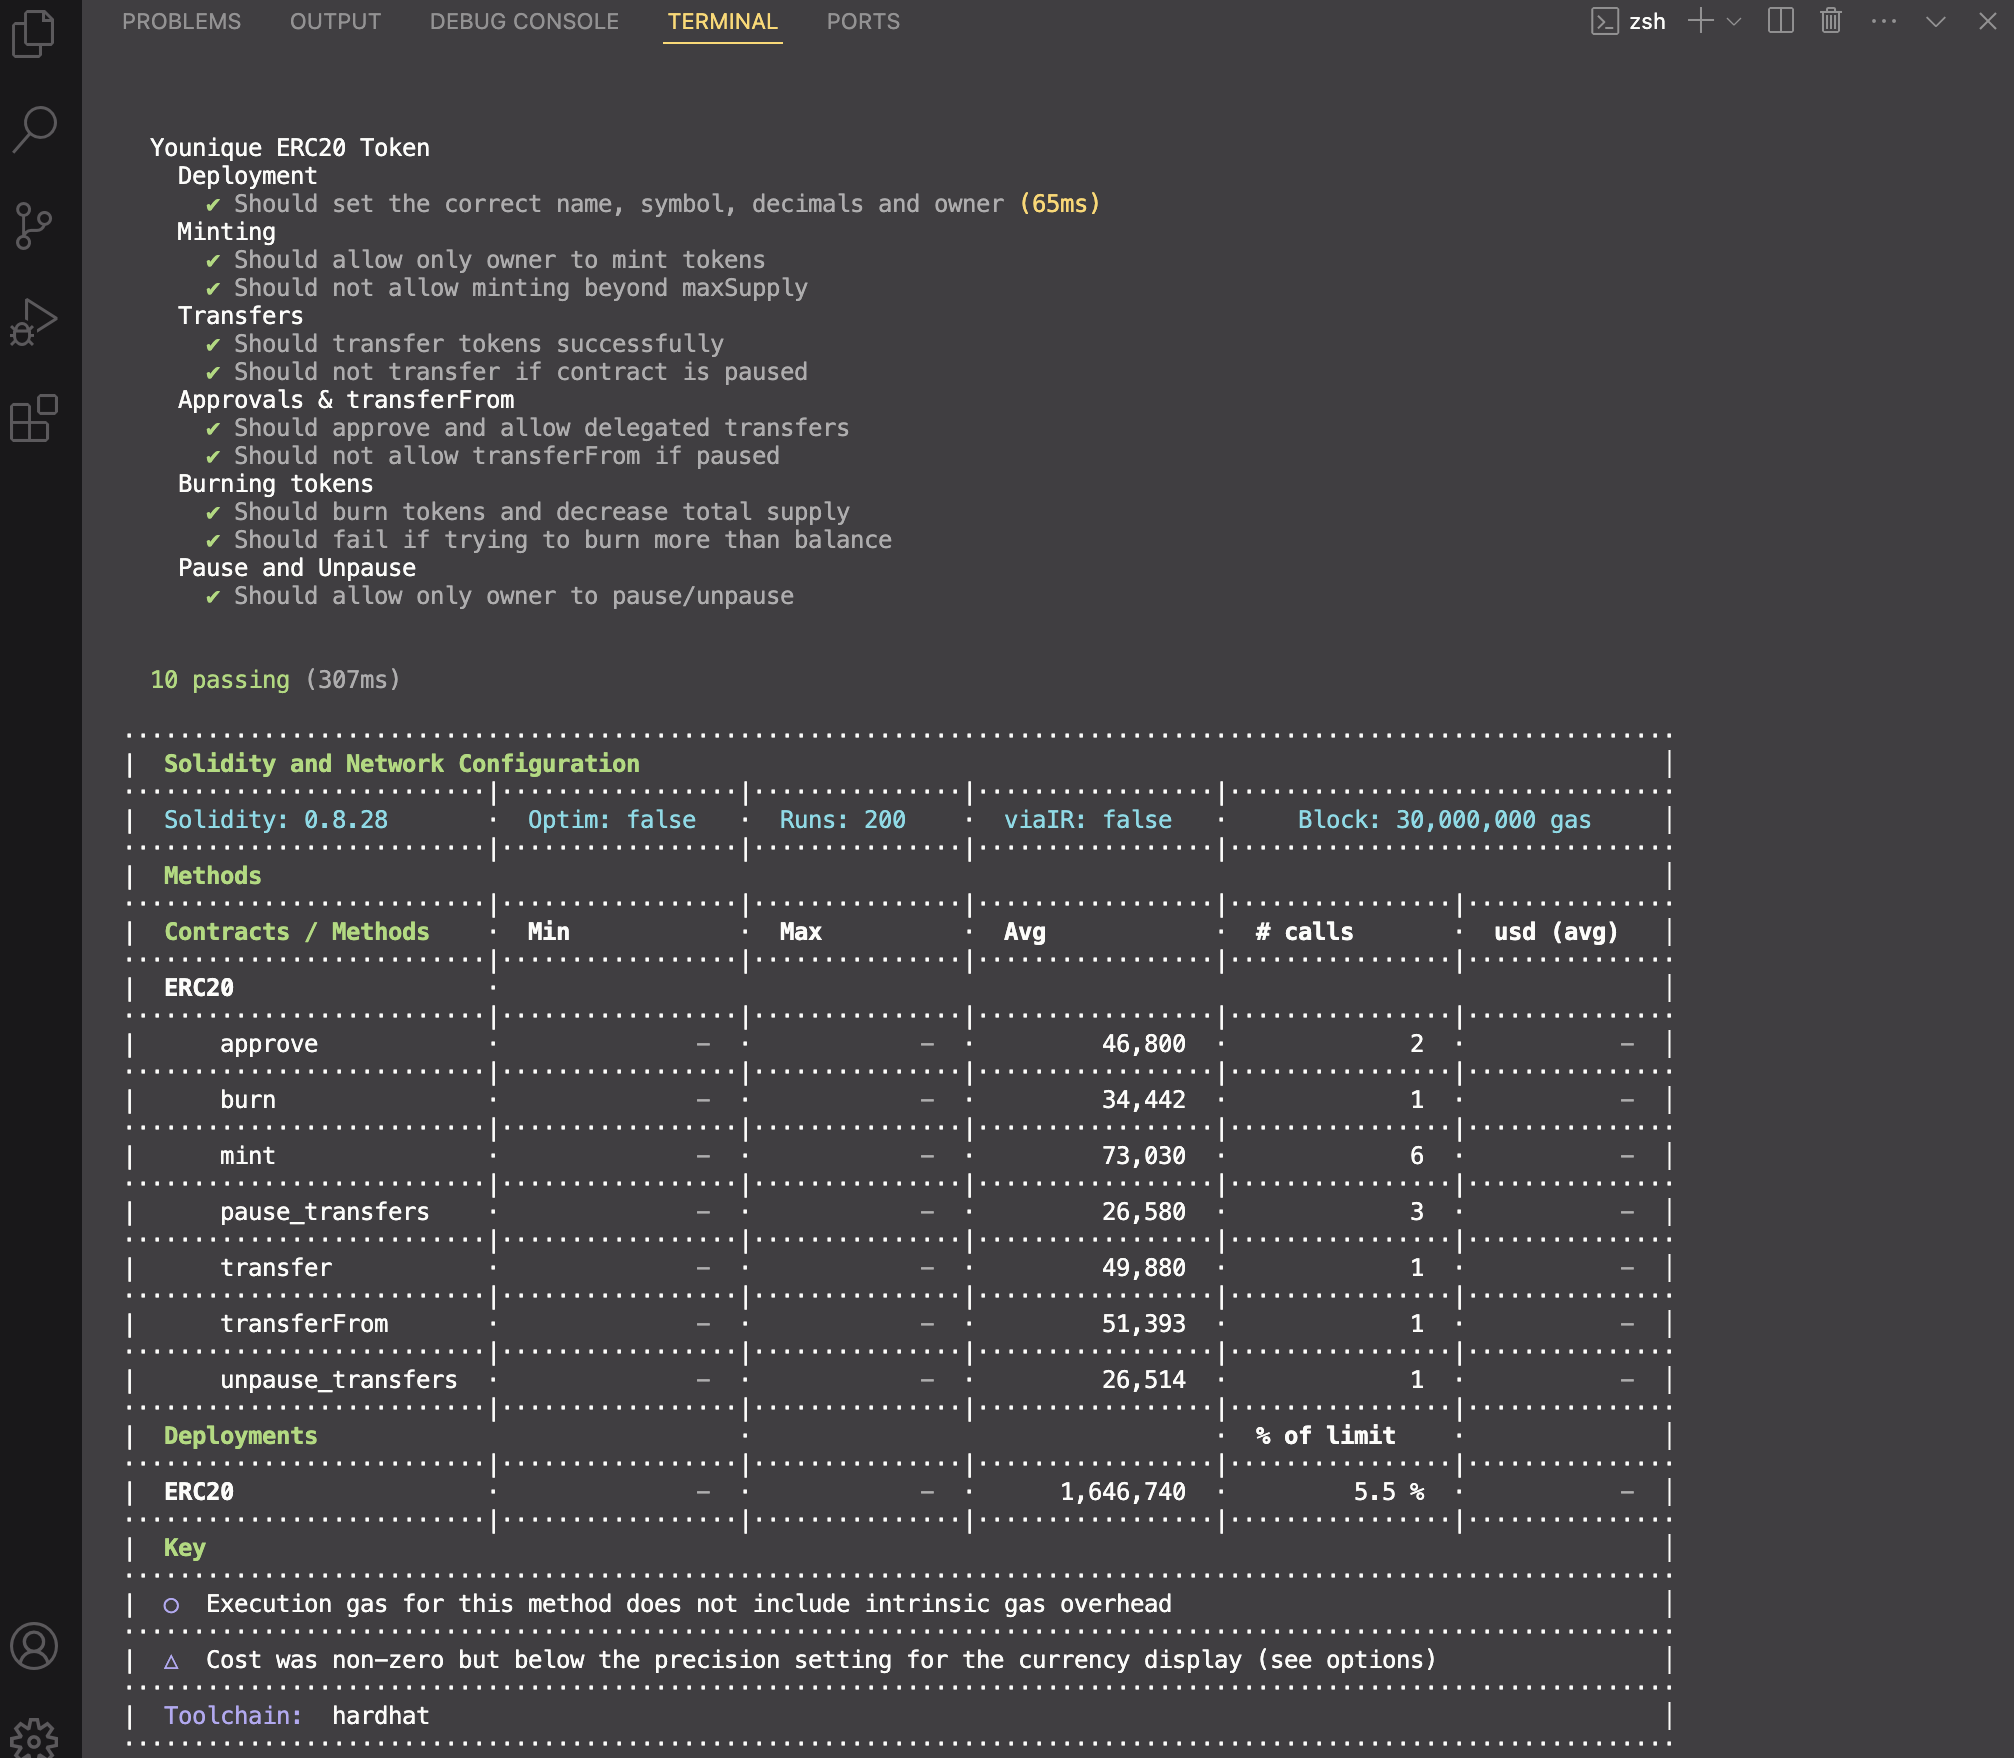 PROBLEMS OUTPUT DEBUG CONSOLE TERMINAL PORTS zsh
Younique ERC20 Token
Deployment
✔ Should set the correct name, symbol, decimals and owner (65ms)
Minting
✔ Should allow only owner to mint tokens
✔ Should not allow minting beyond maxSupply
Transfers
✔ Should transfer tokens successfully
✔ Should not transfer if contract is paused
Approvals & transferFrom
✔ Should approve and allow delegated transfers
✔ Should not allow transferFrom if paused
Burning tokens
✔ Should burn tokens and decrease total supply
✔ Should fail if trying to burn more than balance
Pause and Unpause
✔ Should allow only owner to pause/unpause
10 passing (307ms)
| Solidity and Network Configuration |
| Solidity: 0.8.28 · Optim: false · Runs: 200 · viaIR: false · Block: 30,000,000 gas |
| Methods |
| Contracts / Methods · Min · Max · Avg · # calls · usd (avg) |
| ERC20 · |
| approve · - · - · 46,800 · 2 · - |
| burn · - · - · 34,442 · 1 · - |
| mint · - · - · 73,030 · 6 · - |
| pause_transfers · - · - · 26,580 · 3 · - |
| transfer · - · - · 49,880 · 1 · - |
| transferFrom · - · - · 51,393 · 1 · - |
| unpause_transfers · - · - · 26,514 · 1 · - |
| Deployments · · % of limit · |
| ERC20 · - · - · 1,646,740 · 5.5 % · - |
| Key |
| ◯ Execution gas for this method does not include intrinsic gas overhead |
| △ Cost was non-zero but below the precision setting for the currency display (see options) |
| Toolchain: hardhat |